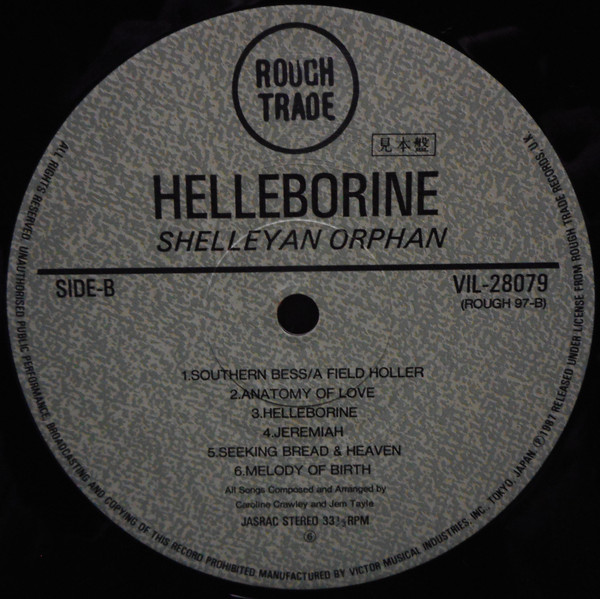 ROUGH
TRADE
見本盤
HELLEBORINE
SHELLEYAN ORPHAN
SIDE-B
VIL-28079
(ROUGH 97-B)
1.SOUTHERN BESS/A FIELD HOLLER
2.ANATOMY OF LOVE
3.HELLEBORINE
4.JEREMIAH
5.SEEKING BREAD & HEAVEN
6.MELODY OF BIRTH
All Songs Composed and Arranged by
Caroline Crawley and Jem Tayle
JASRAC STEREO 33⅓RPM
Ⓖ
ALL RIGHTS RESERVED. UNAUTHORISED PUBLIC PERFORMANCE BROADCASTING AND COPYING OF THIS RECORD PROHIBITED. MANUFACTURED BY VICTOR MUSICAL INDUSTRIES, INC. TOKYO, JAPAN. Ⓟ1987 RELEASED UNDER LICENSE FROM ROUGH TRADE RECORDS, U.K.